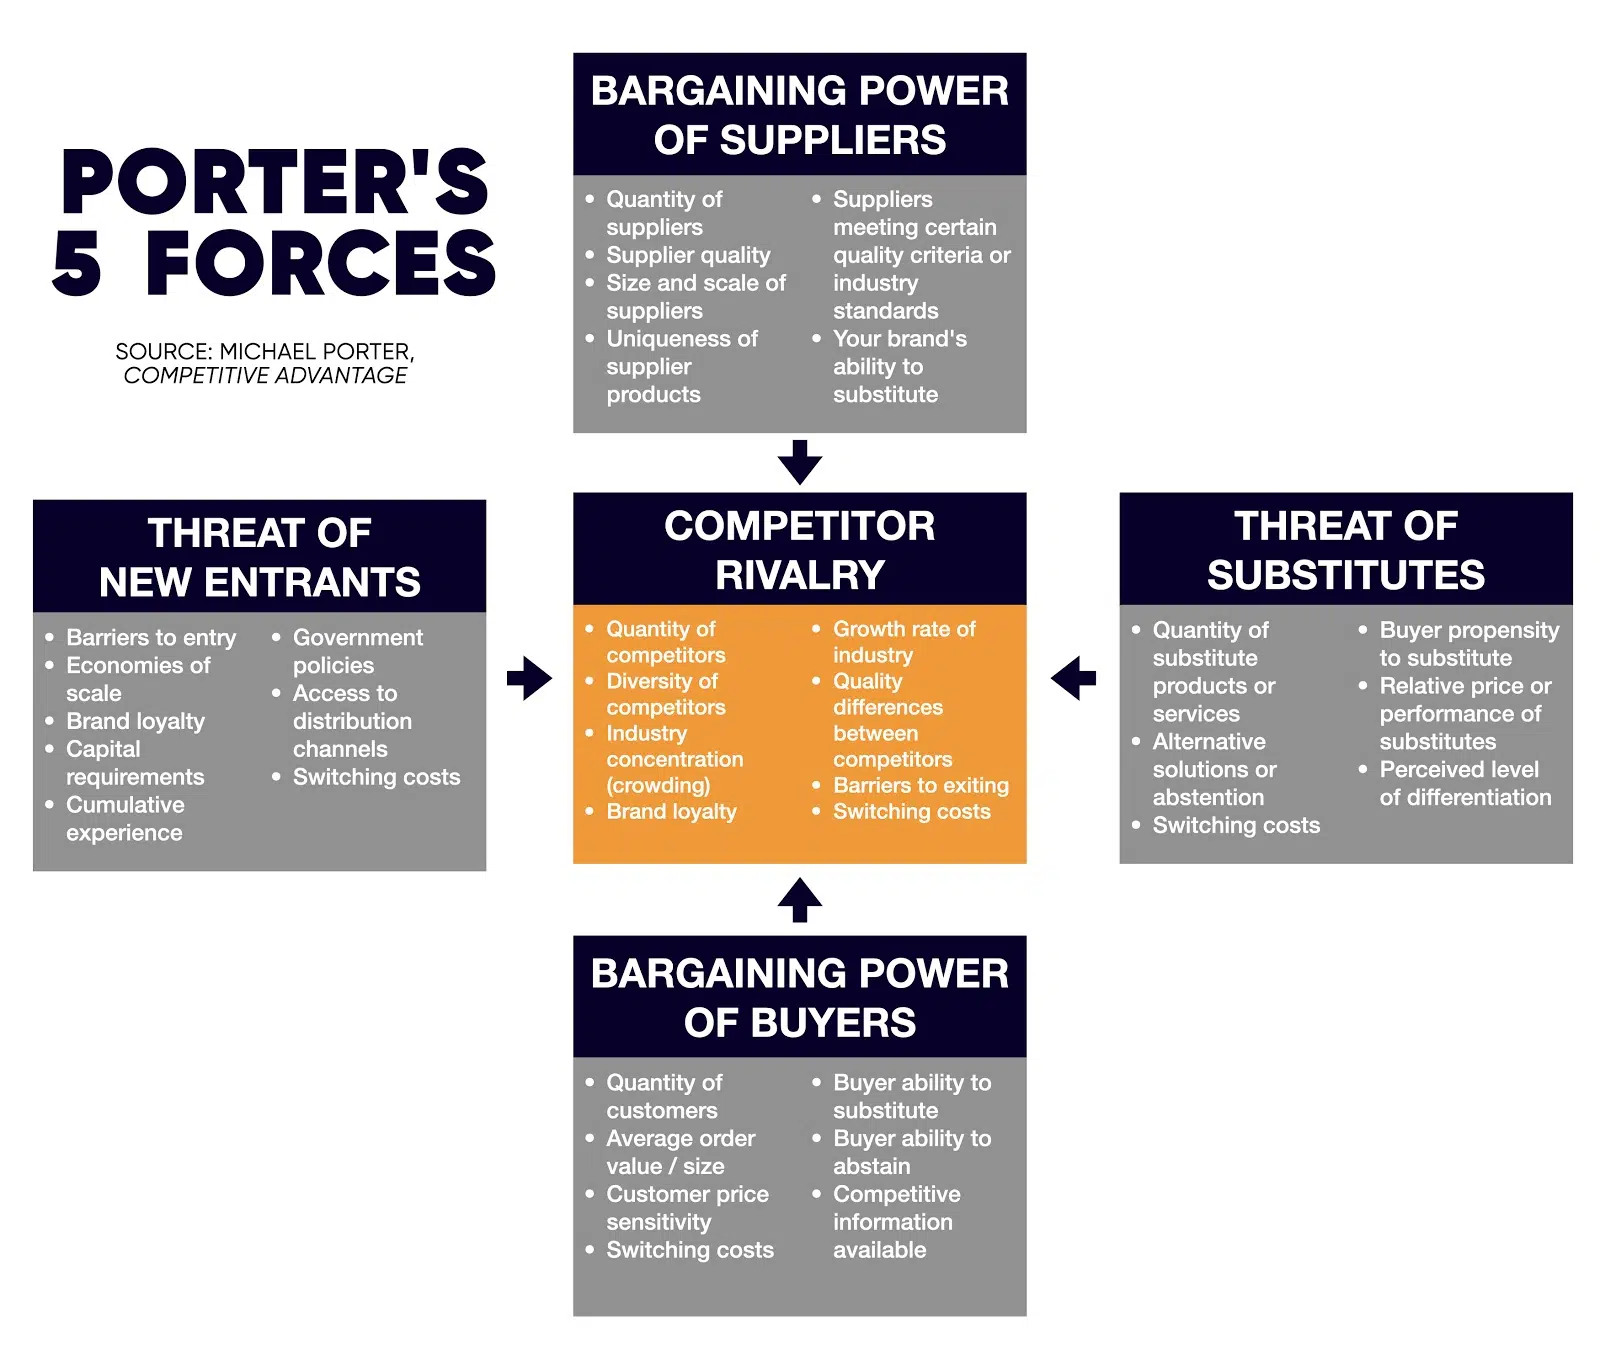 PORTER'S
5 FORCES
SOURCE: MICHAEL PORTER,
COMPETITIVE ADVANTAGE
BARGAINING POWER
OF SUPPLIERS
• Quantity of
suppliers
• Supplier quality
• Size and scale of
suppliers
• Uniqueness of
supplier
products
• Suppliers
meeting certain
quality criteria or
industry
standards
• Your brand's
ability to
substitute
THREAT OF
NEW ENTRANTS
• Barriers to entry
• Economies of
scale
• Brand loyalty
• Capital
requirements
• Cumulative
experience
• Government
policies
• Access to
distribution
channels
• Switching costs
COMPETITOR
RIVALRY
• Quantity of
competitors
• Diversity of
competitors
• Industry
concentration
(crowding)
• Brand loyalty
• Growth rate of
industry
• Quality
differences
between
competitors
• Barriers to exiting
• Switching costs
THREAT OF
SUBSTITUTES
• Quantity of
substitute
products or
services
• Alternative
solutions or
abstention
• Switching costs
• Buyer propensity
to substitute
• Relative price or
performance of
substitutes
• Perceived level
of differentiation
BARGAINING POWER
OF BUYERS
• Quantity of
customers
• Average order
value / size
• Customer price
sensitivity
• Switching costs
• Buyer ability to
substitute
• Buyer ability to
abstain
• Competitive
information
available